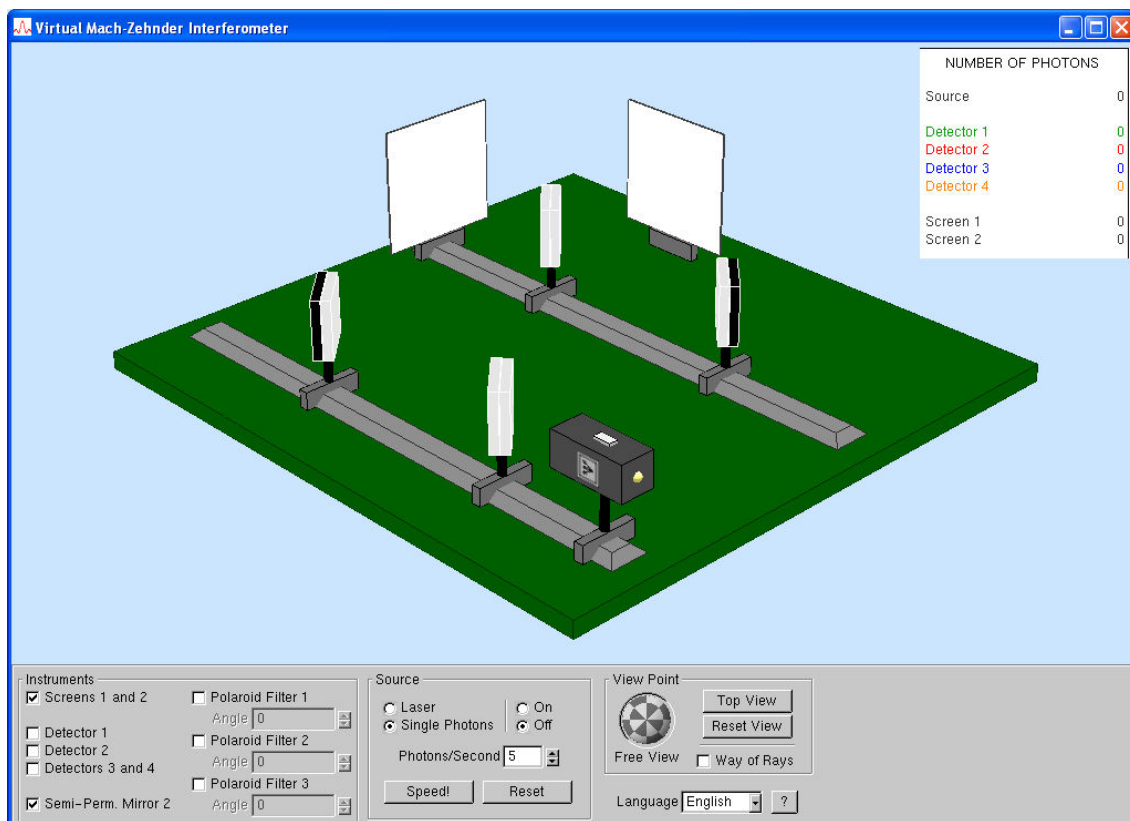 Virtual Mach-Zehnder Interferometer
NUMBER OF PHOTONS
Source 0
Detector 1 0
Detector 2 0
Detector 3 0
Detector 4 0
Screen 1 0
Screen 2 0
Instruments
Screens 1 and 2
Detector 1
Detector 2
Detectors 3 and 4
Semi-Perm. Mirror 2
Polaroid Filter 1
Angle 0
Polaroid Filter 2
Angle 0
Polaroid Filter 3
Angle 0
Source
Laser
On
Single Photons
Off
Photons/Second 5
Speed!
Reset
View Point
Free View
Top View
Reset View
Way of Rays
Language English ?